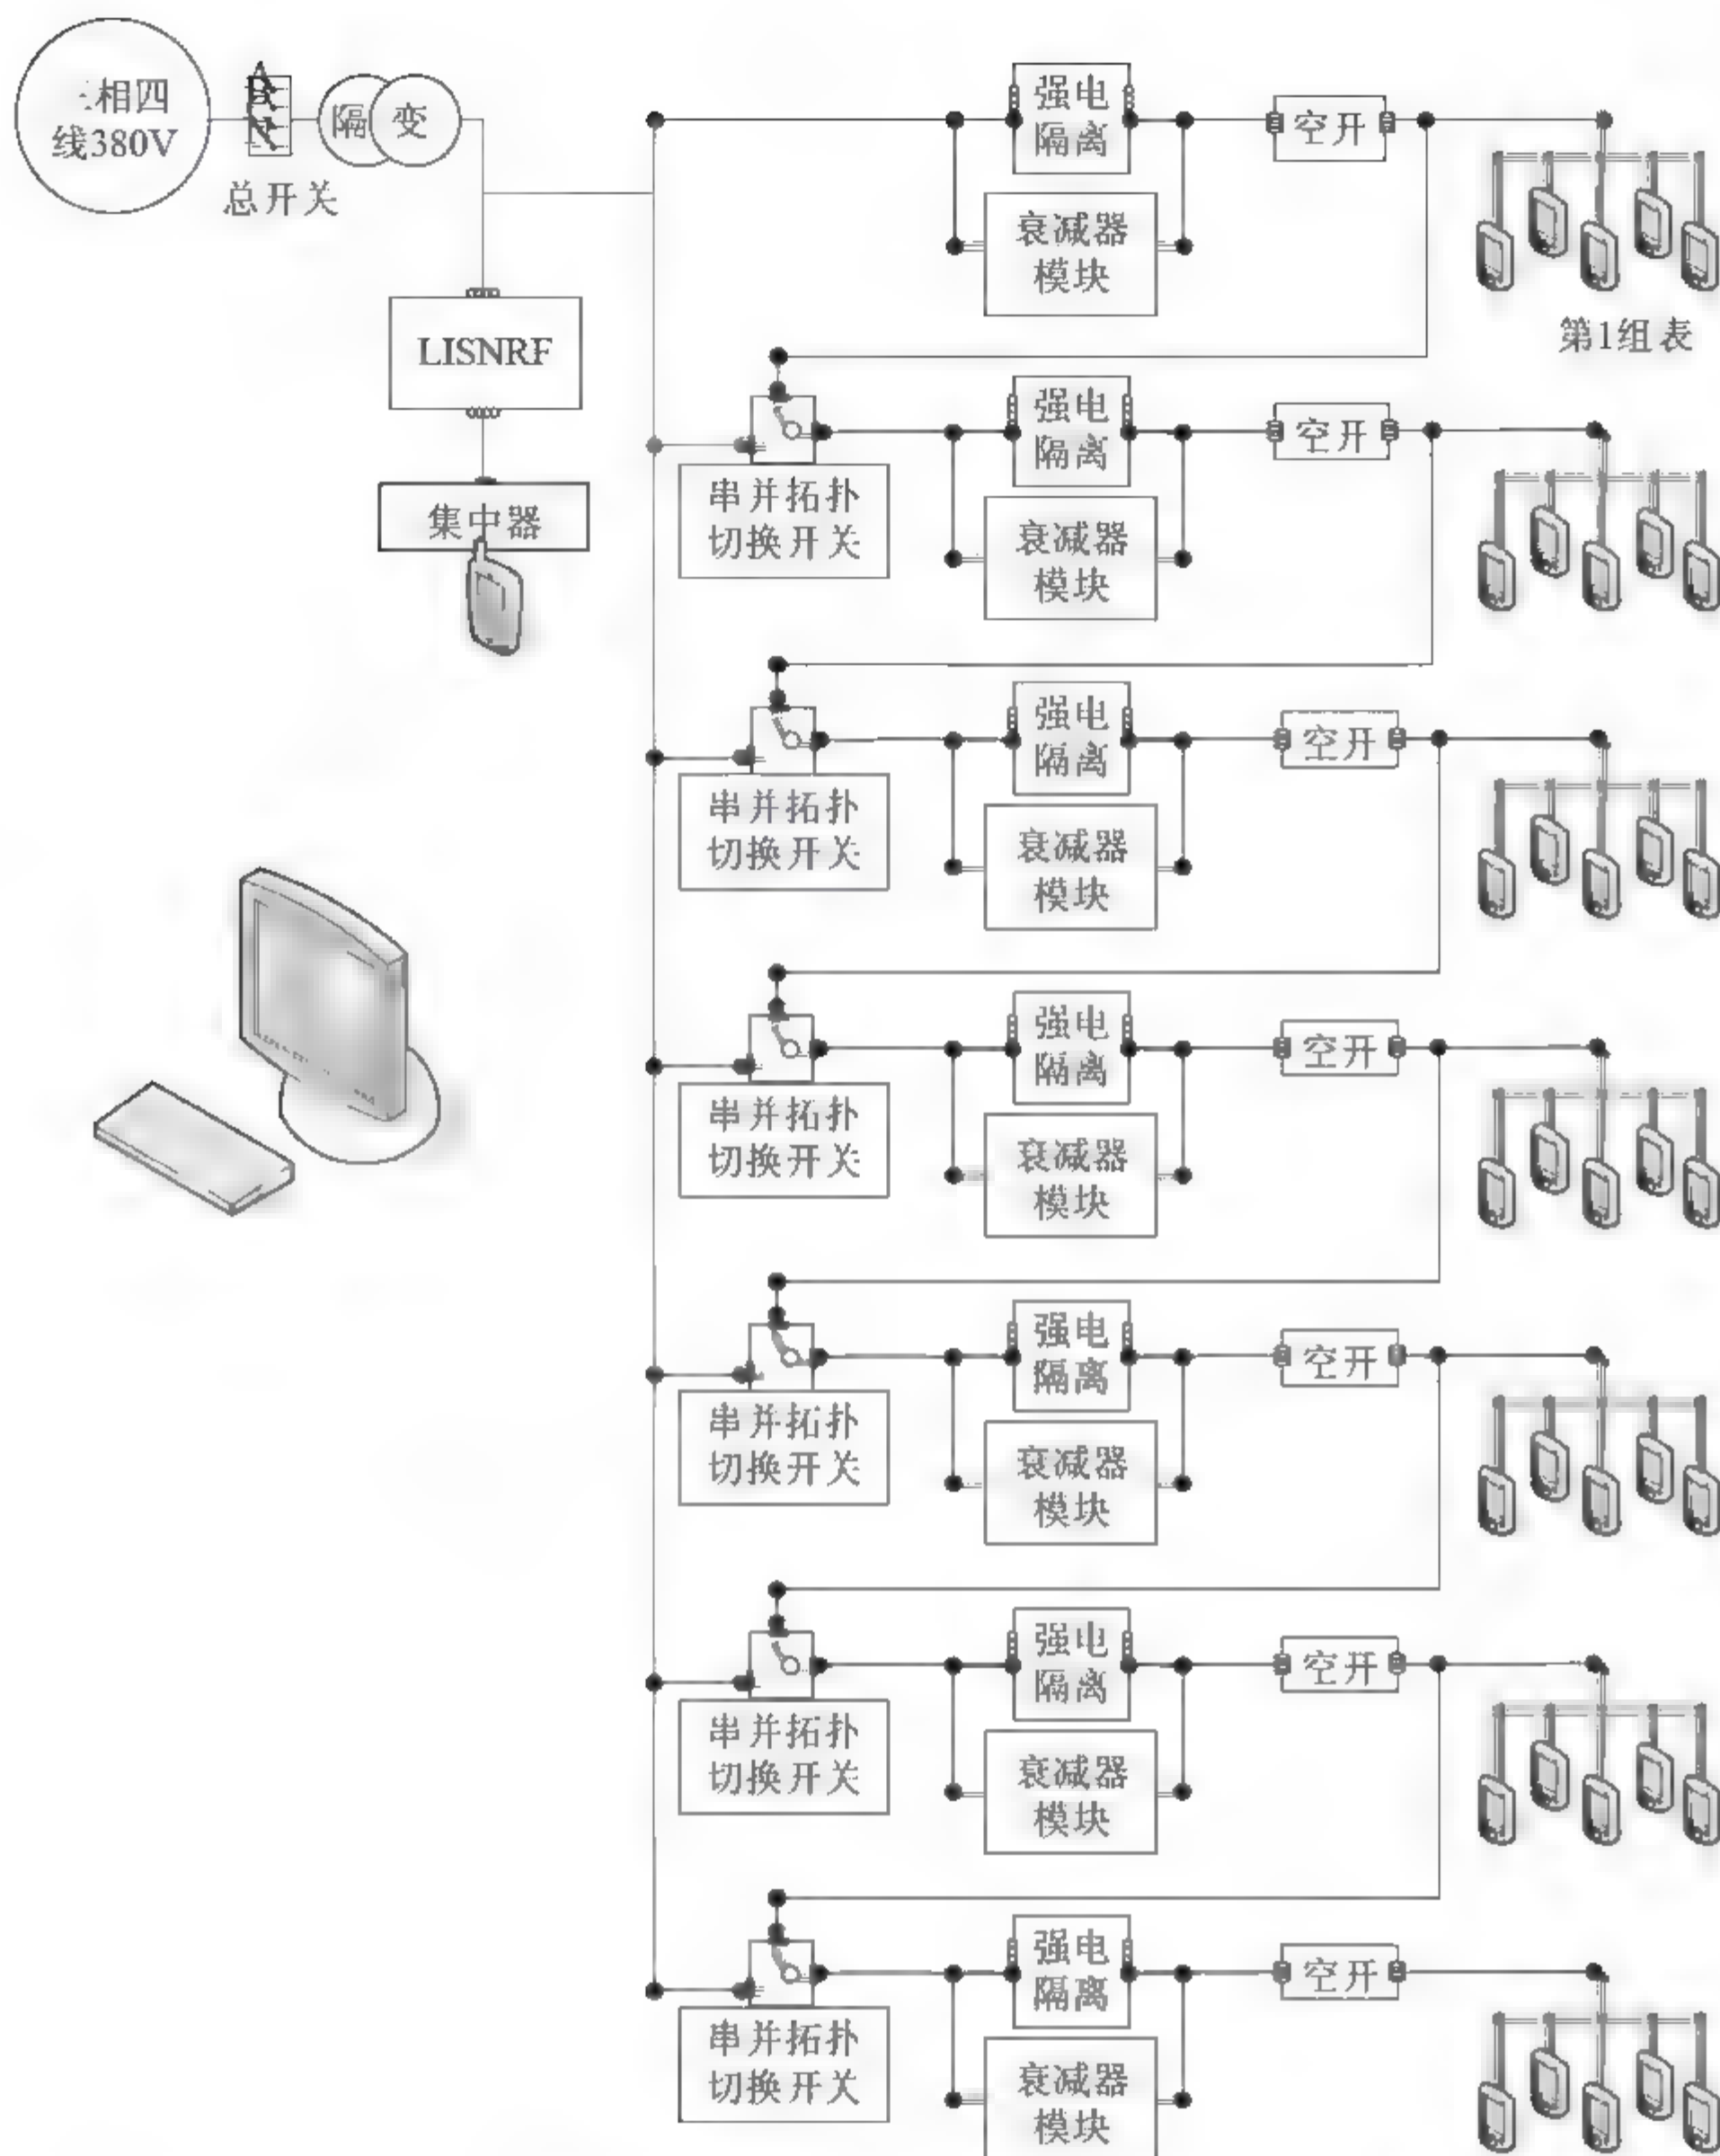 三相四
线380V
A
B
N
总开关
隔
变
LISNRF
集中器
强电
隔离
衰减器
模块
空开
第1组表
串并拓扑
切换开关
强电
隔离
衰减器
模块
空开
串并拓扑
切换开关
强电
隔离
衰减器
模块
空开
串并拓扑
切换开关
强电
隔离
衰减器
模块
空开
串并拓扑
切换开关
强电
隔离
衰减器
模块
空开
串并拓扑
切换开关
强电
隔离
衰减器
模块
空开
串并拓扑
切换开关
强电
隔离
衰减器
模块
空开